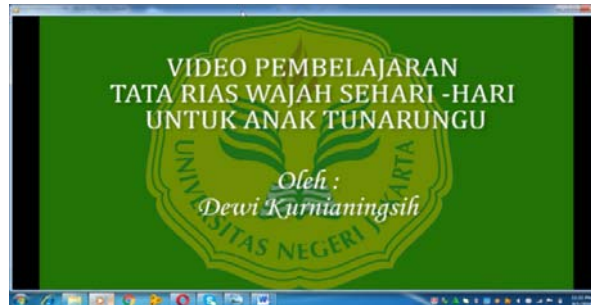 VIDEO PEMBELAJARAN
TATA RIAS WAJAH SEHARI -HARI
UNTUK ANAK TUNARUNGU
Oleh :
Dewi Kurnianingsih
UNIVERSITAS NEGERI JAKARTA